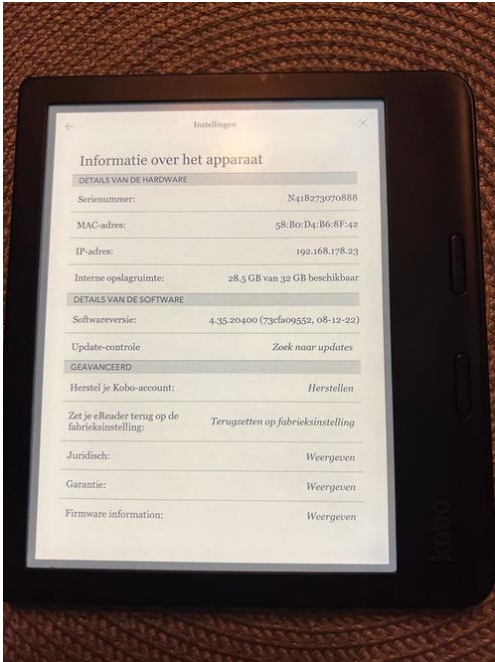 Instellingen
Informatie over het apparaat
DETAILS VAN DE HARDWARE
Serienummer: N418273070888
MAC-adres: 58:B0:D4:B6:8F:42
IP-adres: 192.168.178.23
Interne opslagruimte: 28.5 GB van 32 GB beschikbaar
DETAILS VAN DE SOFTWARE
Softwareversie: 4.35.20400 (73cfa09552, 08-12-22)
Update-controle Zoek naar updates
GEAVANCEERD
Herstel je Kobo-account: Herstellen
Zet je eReader terug op de
fabrieksinstelling: Terugzetten op fabrieksinstelling
Juridisch: Weergeven
Garantie: Weergeven
Firmware information: Weergeven
kobo